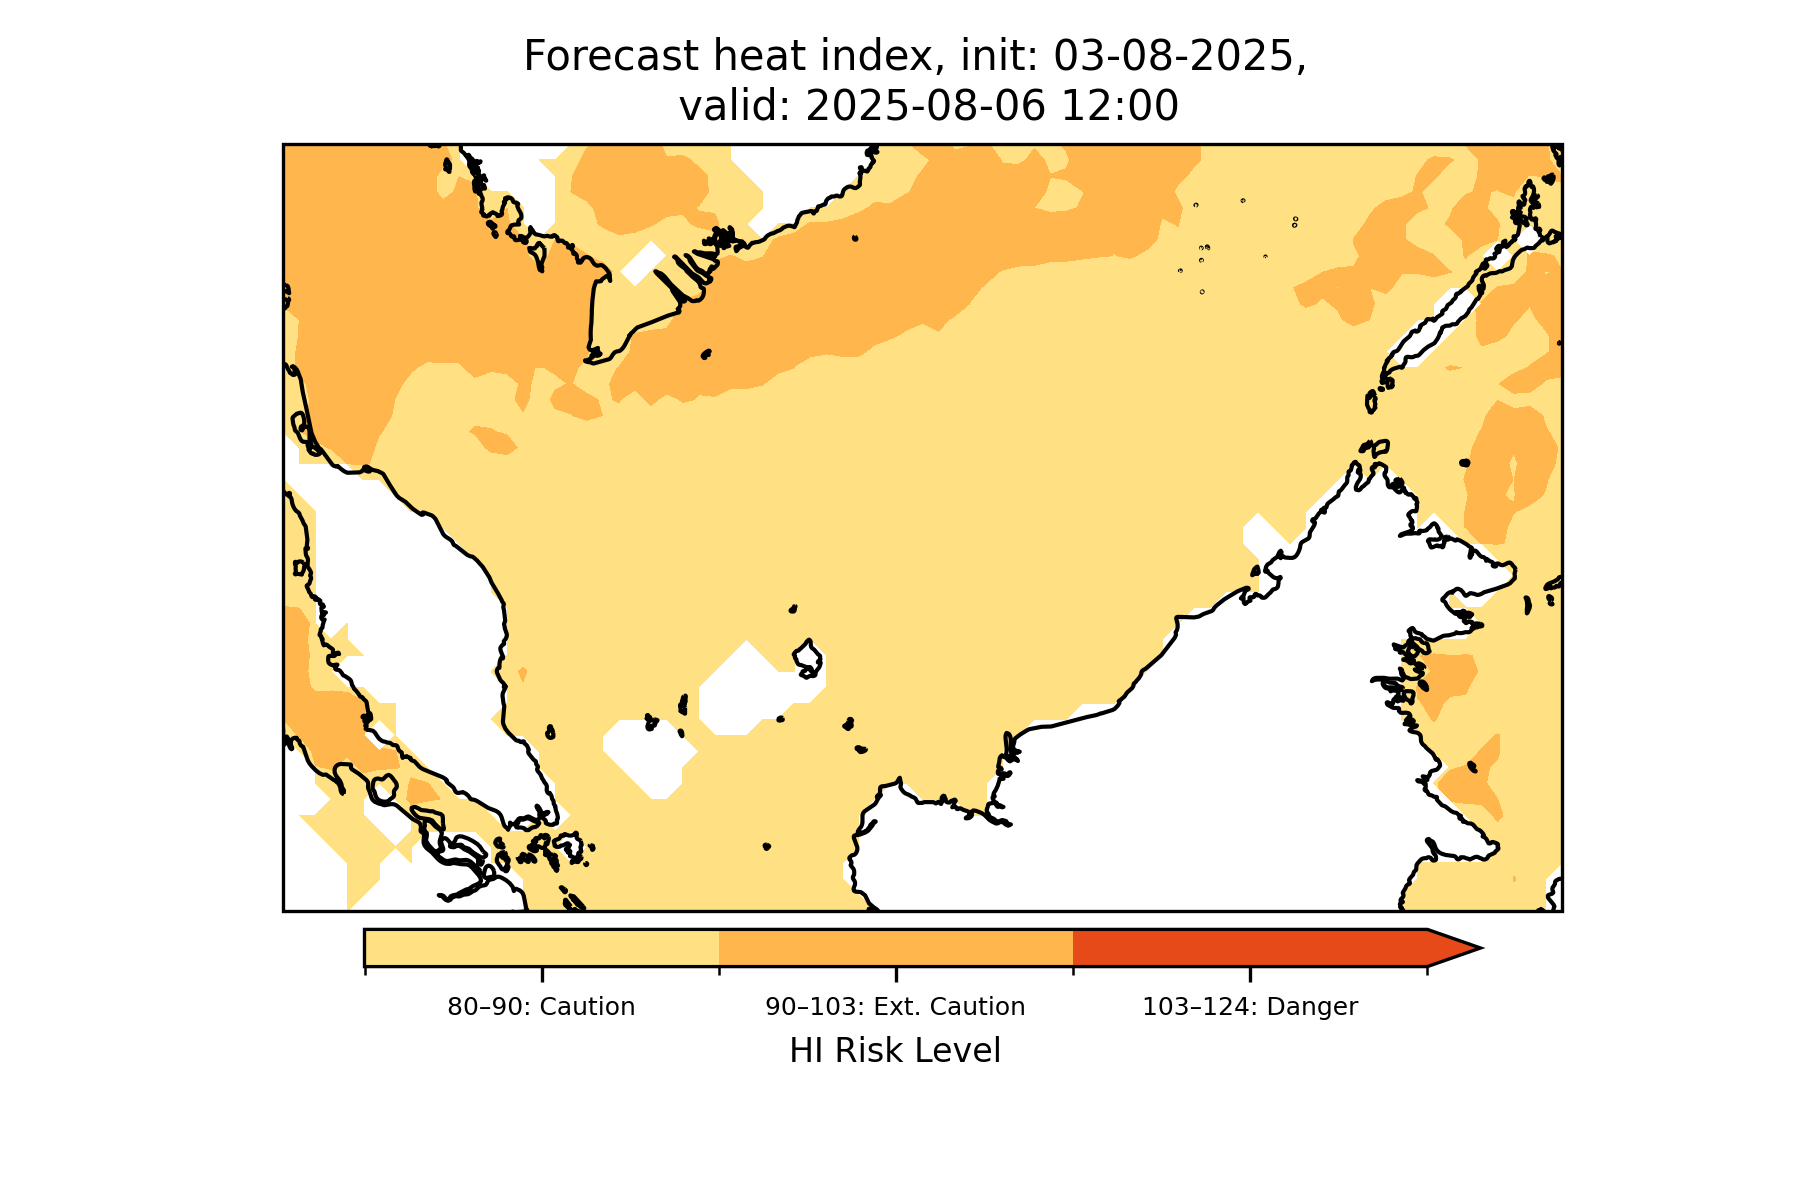 Forecast heat index, init: 03-08-2025,
valid: 2025-08-06 12:00
80–90: Caution
90–103: Ext. Caution
103–124: Danger
HI Risk Level